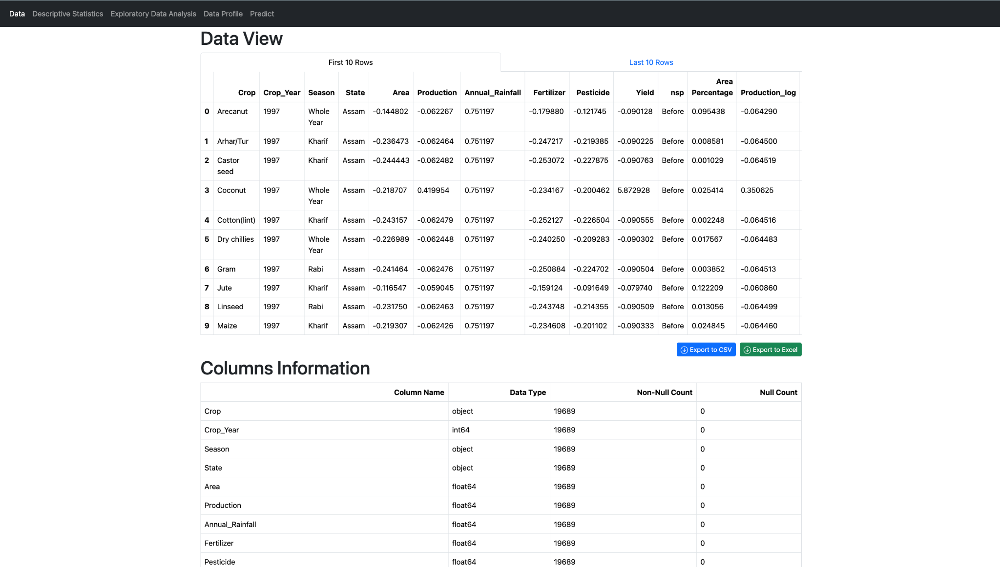 Data Descriptive Statistics Exploratory Data Analysis Data Profile Predict
Data View
First 10 Rows Last 10 Rows
Crop Crop_Year Season State Area Production Annual_Rainfall Fertilizer Pesticide Yield nsp Area Percentage Production_log
0 Arecanut 1997 Whole Year Assam -0.144802 -0.062267 0.751197 -0.179880 -0.121745 -0.090128 Before 0.095438 -0.064290
1 Arhar/Tur 1997 Kharif Assam -0.236473 -0.062464 0.751197 -0.247217 -0.219385 -0.090225 Before 0.008581 -0.064500
2 Castor seed 1997 Kharif Assam -0.244443 -0.062482 0.751197 -0.253072 -0.227875 -0.090763 Before 0.001029 -0.064519
3 Coconut 1997 Whole Year Assam -0.218707 0.419954 0.751197 -0.234167 -0.200462 5.872928 Before 0.025414 0.350625
4 Cotton(lint) 1997 Kharif Assam -0.243157 -0.062479 0.751197 -0.252127 -0.226504 -0.090555 Before 0.002248 -0.064516
5 Dry chillies 1997 Whole Year Assam -0.226989 -0.062448 0.751197 -0.240250 -0.209283 -0.090302 Before 0.017567 -0.064483
6 Gram 1997 Rabi Assam -0.241464 -0.062476 0.751197 -0.250884 -0.224702 -0.090504 Before 0.003852 -0.064513
7 Jute 1997 Kharif Assam -0.116547 -0.059045 0.751197 -0.159124 -0.091649 -0.079740 Before 0.122209 -0.060860
8 Linseed 1997 Rabi Assam -0.231750 -0.062463 0.751197 -0.243748 -0.214355 -0.090509 Before 0.013056 -0.064499
9 Maize 1997 Kharif Assam -0.219307 -0.062426 0.751197 -0.234608 -0.201102 -0.090333 Before 0.024845 -0.064460
Export to CSV Export to Excel
Columns Information
Column Name Data Type Non-Null Count Null Count
Crop object 19689 0
Crop_Year int64 19689 0
Season object 19689 0
State object 19689 0
Area float64 19689 0
Production float64 19689 0
Annual_Rainfall float64 19689 0
Fertilizer float64 19689 0
Pesticide float64 19689 0